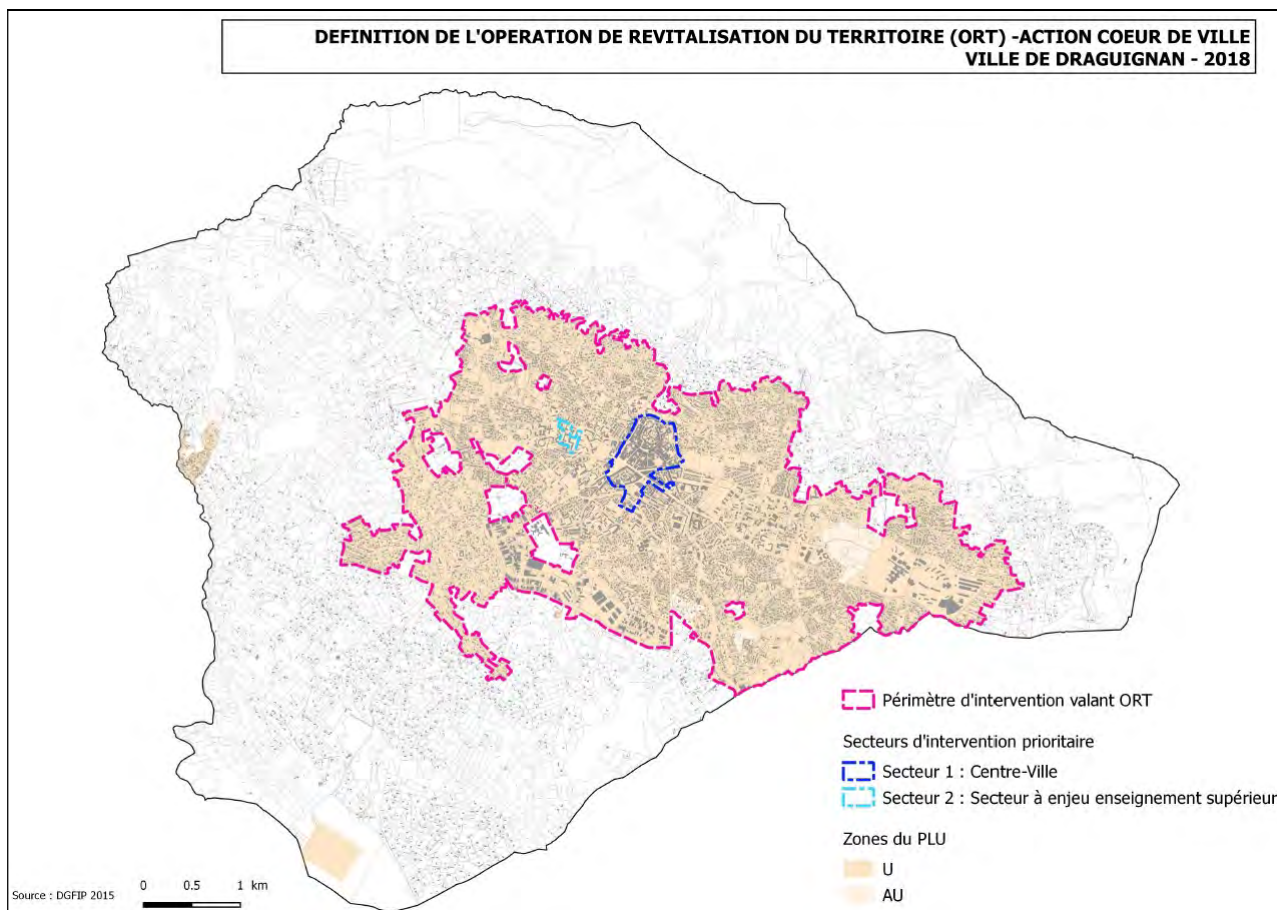 DEFINITION DE L'OPERATION DE REVITALISATION DU TERRITOIRE (ORT) -ACTION COEUR DE VILLE
VILLE DE DRAGUIGNAN - 2018
Périmètre d'intervention valant ORT
Secteurs d'intervention prioritaire
Secteur 1 : Centre-Ville
Secteur 2 : Secteur à enjeu enseignement supérieur
Zones du PLU
U
AU
0 0.5 1 km
Source : DGFIP 2015